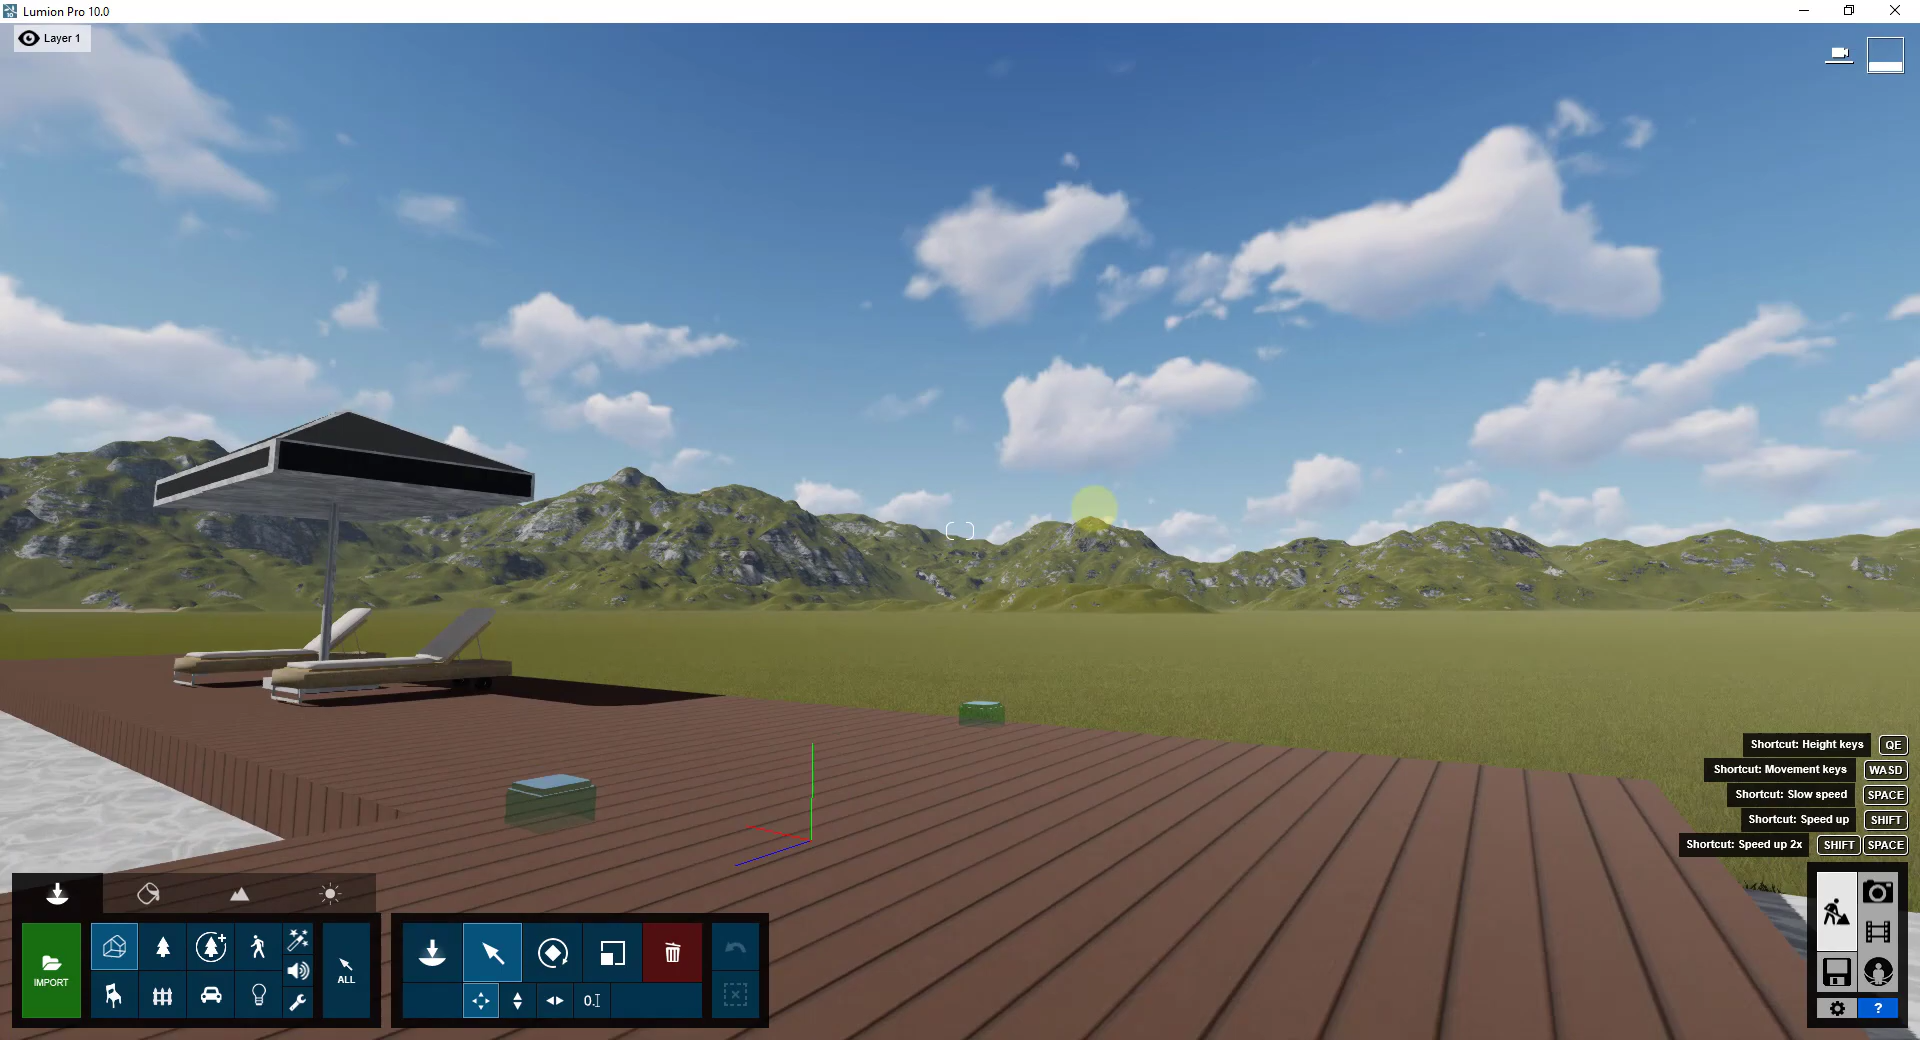 Lumion Pro 10.0
Layer 1
Shortcut: Height keys QE
Shortcut: Movement keys WASD
Shortcut: Slow speed SPACE
Shortcut: Speed up SHIFT
Shortcut: Speed up 2x SHIFT SPACE
IMPORT
ALL
0.
?